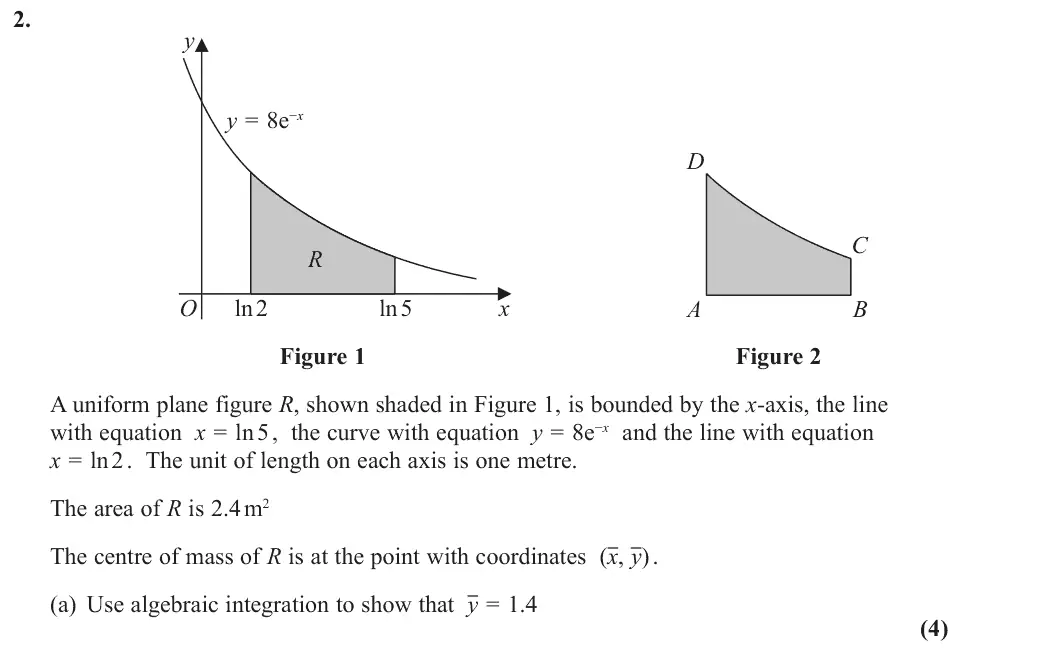 2.
y
y = 8e⁻ˣ
R
O
ln 2
ln 5
x
Figure 1
D
C
A
B
Figure 2
A uniform plane figure R, shown shaded in Figure 1, is bounded by the x-axis, the line
with equation x = ln 5, the curve with equation y = 8e⁻ˣ and the line with equation
x = ln 2. The unit of length on each axis is one metre.
The area of R is 2.4 m²
The centre of mass of R is at the point with coordinates (x̅, y̅).
(a) Use algebraic integration to show that y̅ = 1.4
(4)